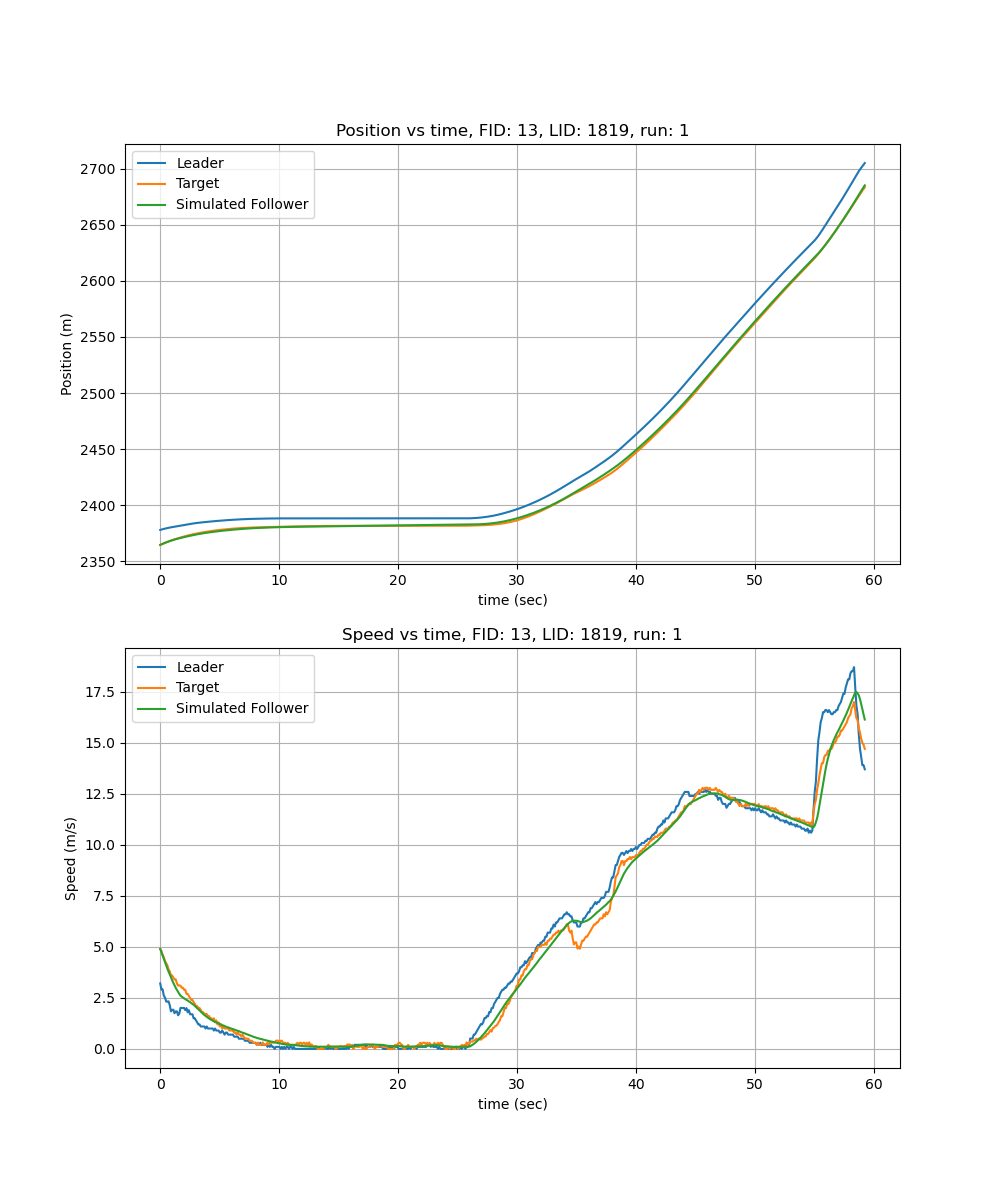 Position vs time, FID: 13, LID: 1819, run: 1
Leader
Target
Simulated Follower
Position (m)
2700
2650
2600
2550
2500
2450
2400
2350
0 10 20 30 40 50 60
time (sec)
Speed vs time, FID: 13, LID: 1819, run: 1
Leader
Target
Simulated Follower
Speed (m/s)
17.5
15.0
12.5
10.0
7.5
5.0
2.5
0.0
0 10 20 30 40 50 60
time (sec)